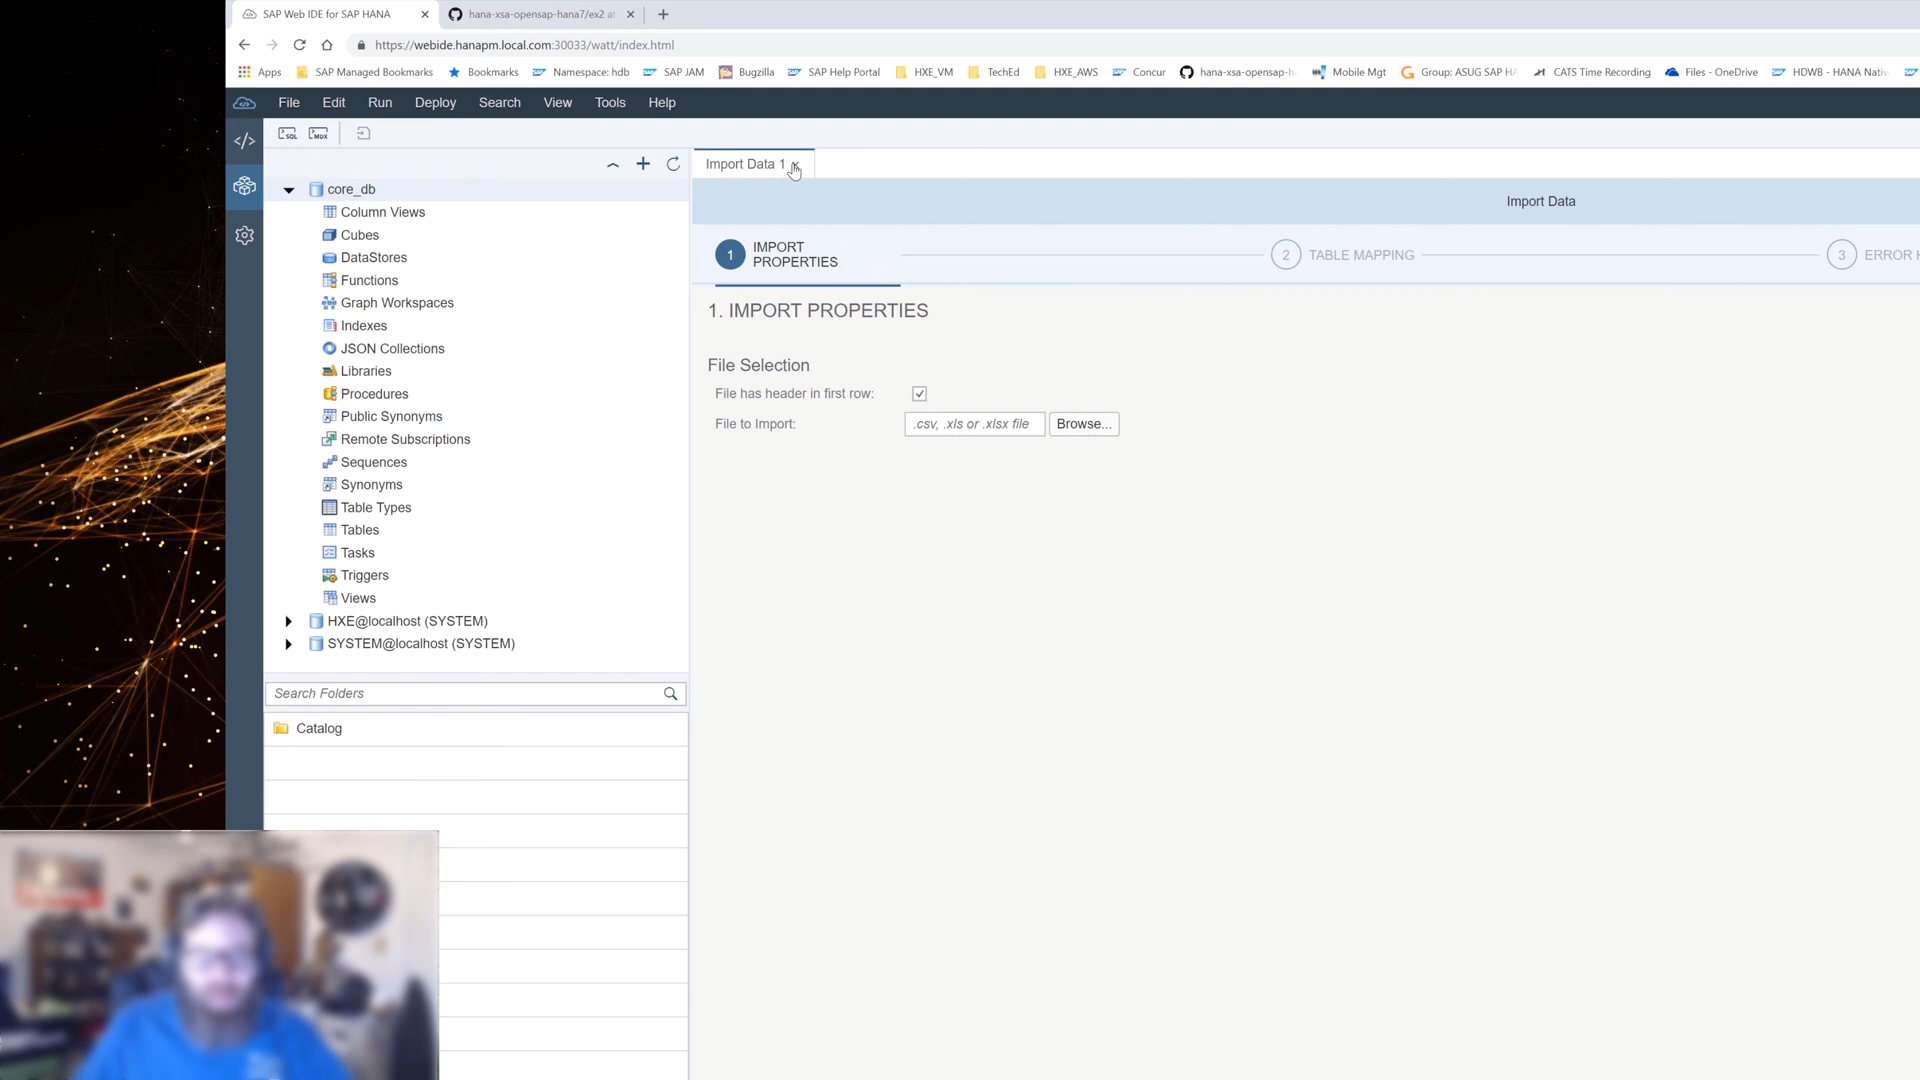 SAP Web IDE for SAP HANA
hana-xsa-opensap-hana7/ex2 at
https://webide.hanapm.local.com:30033/watt/index.html
Apps SAP Managed Bookmarks Bookmarks Namespace: hdb SAP JAM Bugzilla SAP Help Portal HXE_VM TechEd HXE_AWS Concur hana-xsa-opensap-h Mobile Mgt Group: ASUG SAP H CATS Time Recording Files - OneDrive HDWB - HANA Nativ
File Edit Run Deploy Search View Tools Help
SQL MDX
Import Data 1
core_db
Import Data
Column Views
Cubes
DataStores
Functions
Graph Workspaces
Indexes
JSON Collections
Libraries
Procedures
Public Synonyms
Remote Subscriptions
Sequences
Synonyms
Table Types
Tables
Tasks
Triggers
Views
HXE@localhost (SYSTEM)
SYSTEM@localhost (SYSTEM)
Search Folders
Catalog
1 IMPORT PROPERTIES
2 TABLE MAPPING
3 ERROR
1. IMPORT PROPERTIES
File Selection
File has header in first row:
File to Import: .csv, .xls or .xlsx file Browse...